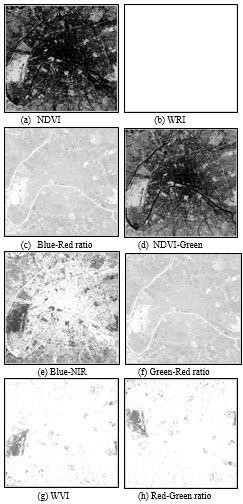 (a) NDVI
(b) WRI
(c) Blue-Red ratio
(d) NDVI-Green
(e) Blue-NIR
(f) Green-Red ratio
(g) WVI
(h) Red-Green ratio